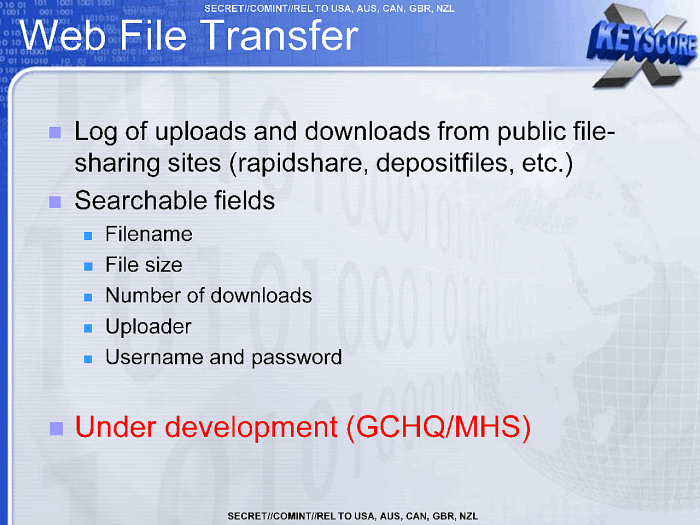 SECRET//COMINT//REL TO USA, AUS, CAN, GBR, NZL
Web File Transfer
X
KEYSCORE
Log of uploads and downloads from public file-
sharing sites (rapidshare, depositfiles, etc.)
Searchable fields
Filename
File size
Number of downloads
Uploader
Username and password
Under development (GCHQ/MHS)
SECRET//COMINT//REL TO USA, AUS, CAN, GBR, NZL